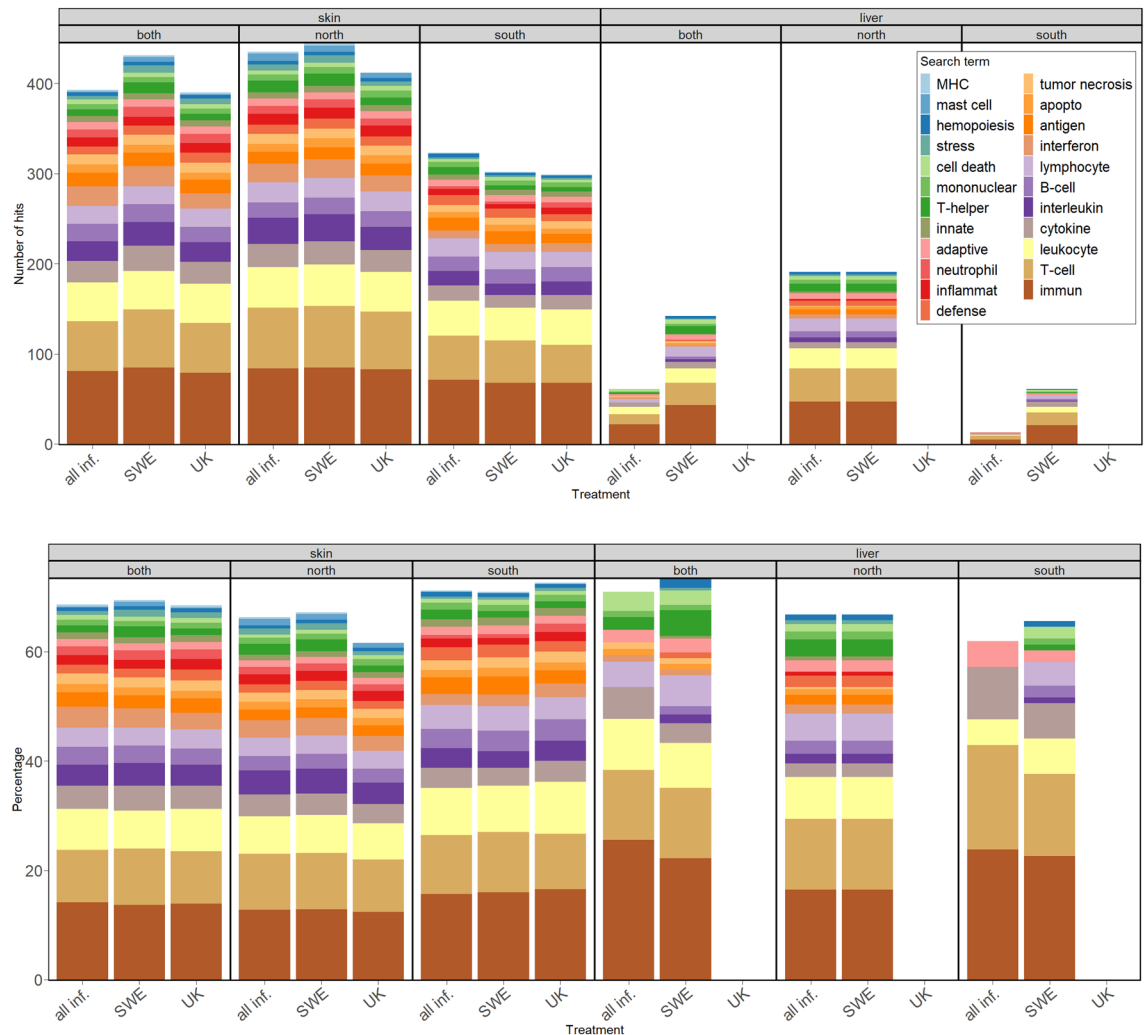 skin liver
both north south both north south
Number of hits
400
300
200
100
0
Search term
MHC tumor necrosis
mast cell apopto
hemopoiesis antigen
stress interferon
cell death lymphocyte
mononuclear B-cell
T-helper interleukin
innate cytokine
adaptive leukocyte
neutrophil T-cell
inflammat immun
defense
all inf. SWE UK all inf. SWE UK all inf. SWE UK all inf. SWE UK all inf. SWE UK all inf. SWE UK
Treatment
skin liver
both north south both north south
Percentage
60
40
20
0
all inf. SWE UK all inf. SWE UK all inf. SWE UK all inf. SWE UK all inf. SWE UK all inf. SWE UK
Treatment